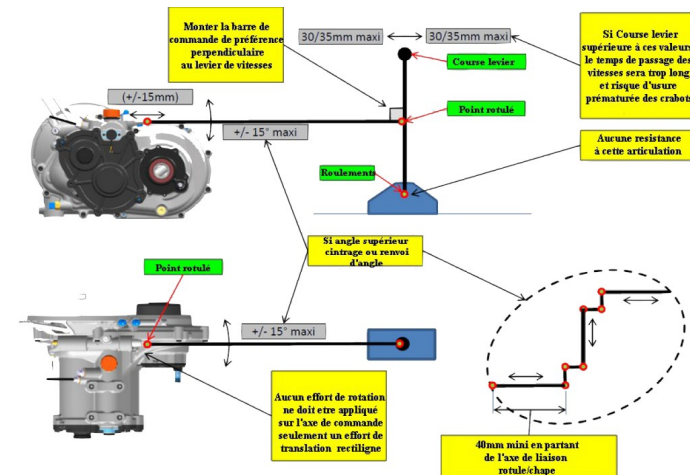 Monter la barre de
commande de préférence
perpendiculaire
au levier de vitesses
30/35mm maxi
30/35mm maxi
Si Course levier
supérieure à ces valeurs
le temps de passage des
vitesses sera trop long
et risque d'usure
prématurée des crabots
Course levier
(+/-15mm)
Point rotulé
+/- 15° maxi
Aucune resistance
à cette articulation
Roulements
Si angle supérieur
cintrage ou renvoi
d'angle
Point rotulé
+/- 15° maxi
Aucun effort de rotation
ne doit etre appliqué
sur l'axe de commande
seulement un effort de
translation rectiligne
40mm mini en partant
de l'axe de liaison
rotule/chape